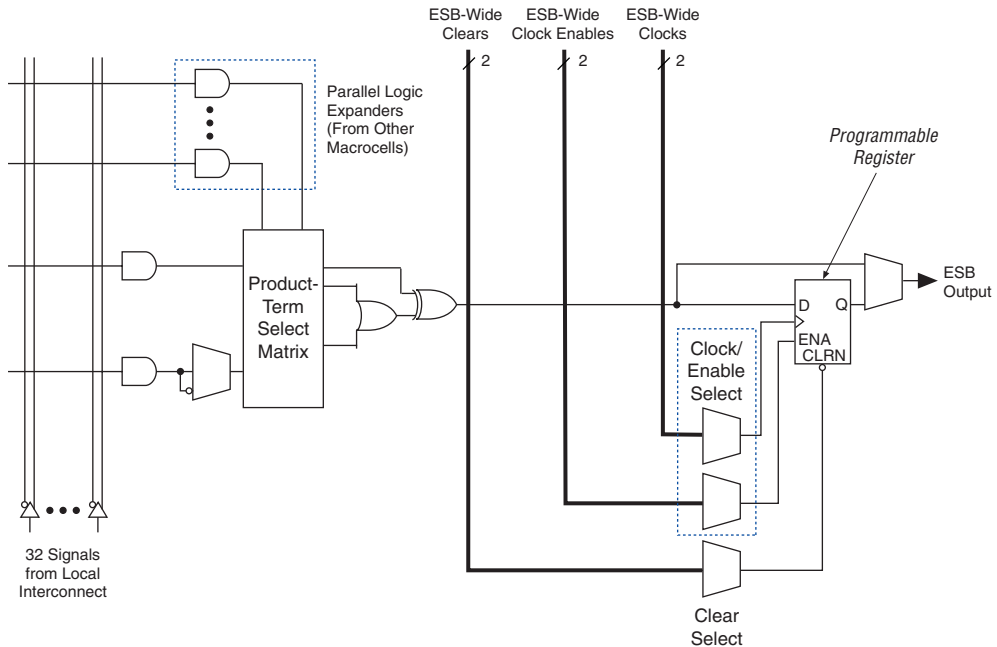 ESB-Wide
Clears
ESB-Wide
Clock Enables
ESB-Wide
Clocks
2
2
2
Parallel Logic
Expanders
(From Other
Macrocells)
Programmable
Register
Product-
Term
Select
Matrix
D
Q
ENA
CLRN
ESB
Output
Clock/
Enable
Select
32 Signals
from Local
Interconnect
Clear
Select